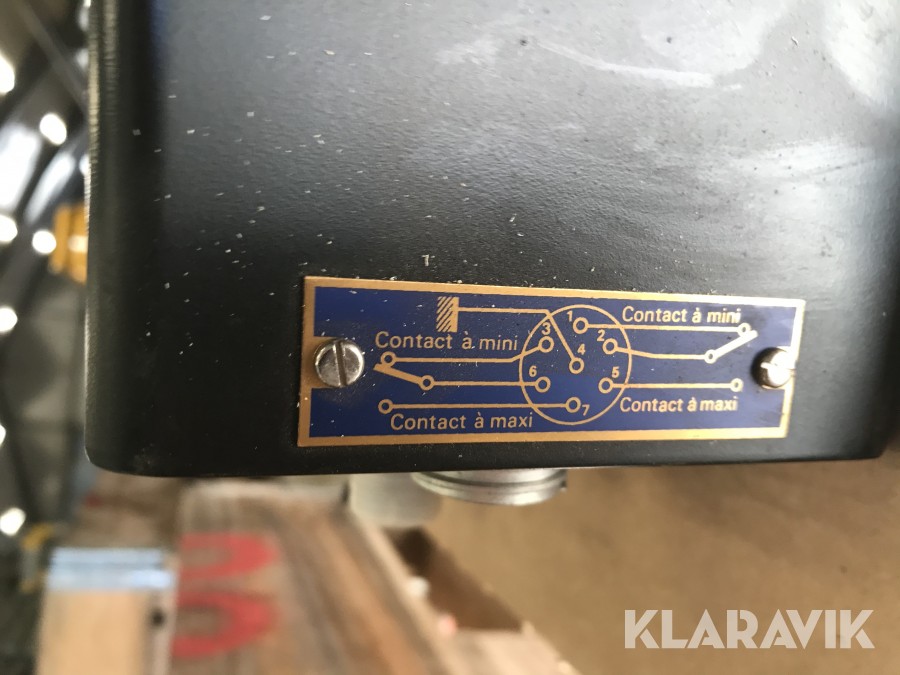 1 Contact à mini
3 2
Contact à mini
4
6 5
Contact à maxi
7
Contact à maxi
KLARAVIK